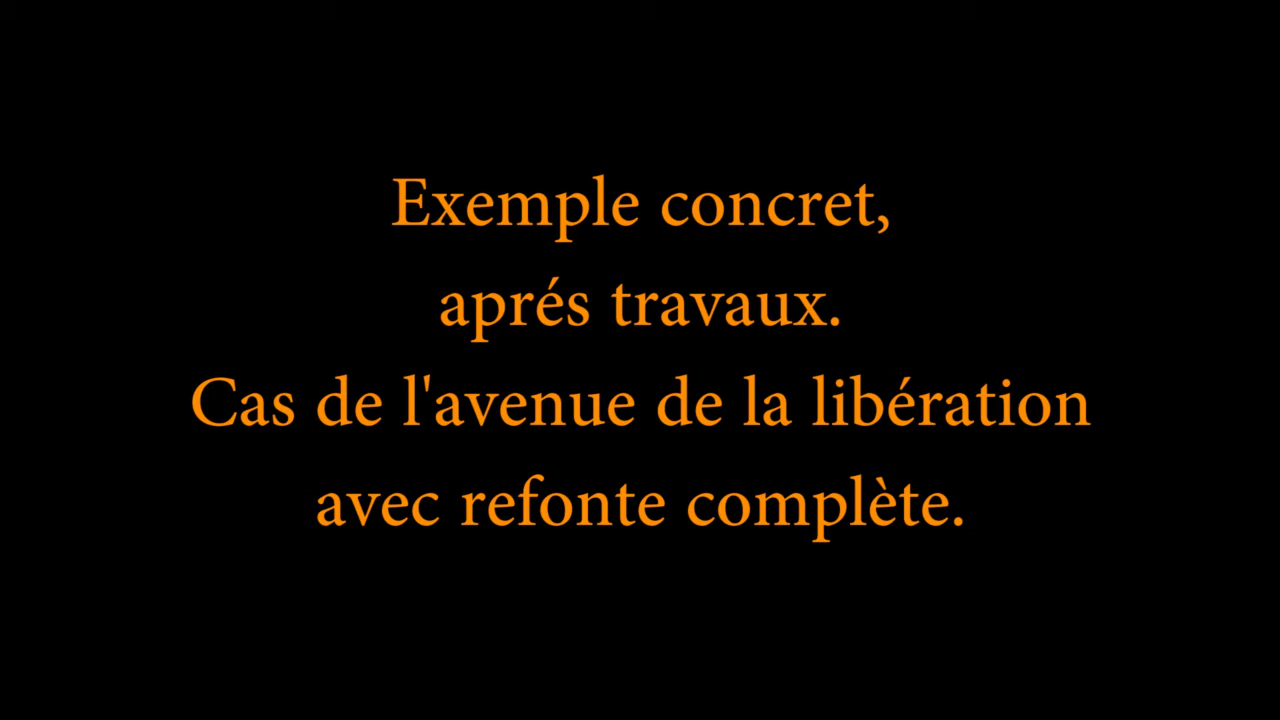 Exemple concret,
aprés travaux.
Cas de l'avenue de la libération
avec refonte complète.